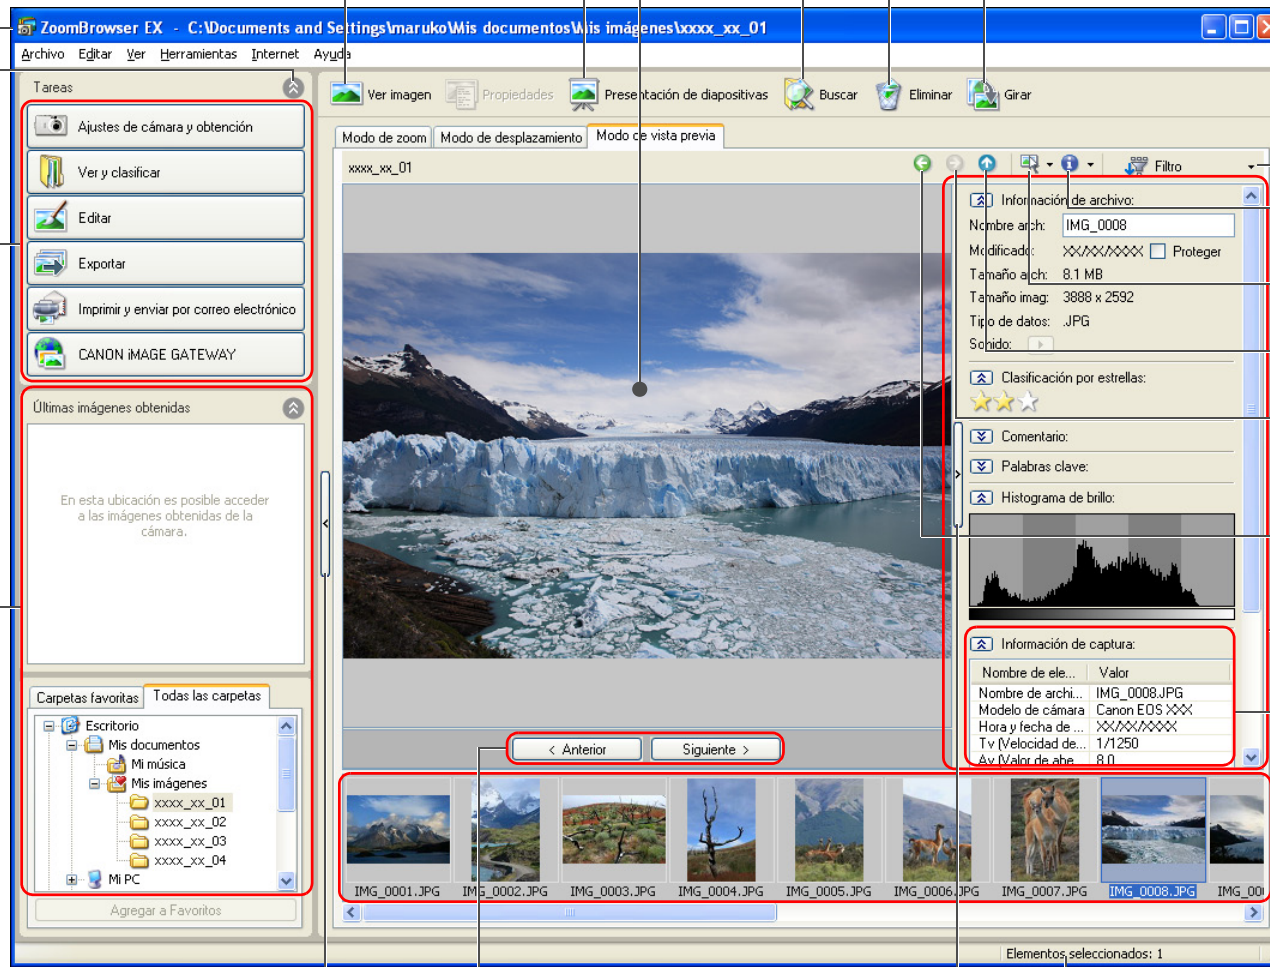 ZoomBrowser EX - C:\Documents and Settings\maruko\Mis documentos\Mis imágenes\xxxx_xx_01
Archivo Editar Ver Herramientas Internet Ayuda
Tareas
Ver imagen Propiedades Presentación de diapositivas Buscar Eliminar Girar
Ajustes de cámara y obtención
Ver y clasificar
Editar
Exportar
Imprimir y enviar por correo electrónico
CANON iMAGE GATEWAY
Últimas imágenes obtenidas
En esta ubicación es posible acceder
a las imágenes obtenidas de la
cámara.
Carpetas favoritas Todas las carpetas
Escritorio
Mis documentos
Mi música
Mis imágenes
xxxx_xx_01
xxxx_xx_02
xxxx_xx_03
xxxx_xx_04
Mi PC
Agregar a Favoritos
Modo de zoom Modo de desplazamiento Modo de vista previa
xxxx_xx_01
Filtro
Información de archivo:
Nombre arch: IMG_0008
Modificado: XX/XX/XXXX Proteger
Tamaño arch: 8.1 MB
Tamaño imag: 3888 x 2592
Tipo de datos: .JPG
Sonido:
Clasificación por estrellas:
Comentario:
Palabras clave:
Histograma de brillo:
Información de captura:
Nombre de ele... Valor
Nombre de archi... IMG_0008.JPG
Modelo de cámara Canon EOS XXX
Hora y fecha de ... XX/XX/XXXX
Tv (Velocidad de... 1/1250
Av (Valor de abe... 8.0
< Anterior Siguiente >
IMG_0001.JPG IMG_0002.JPG IMG_0003.JPG IMG_0004.JPG IMG_0005.JPG IMG_0006.JPG IMG_0007.JPG IMG_0008.JPG IMG_00
Elementos seleccionados: 1